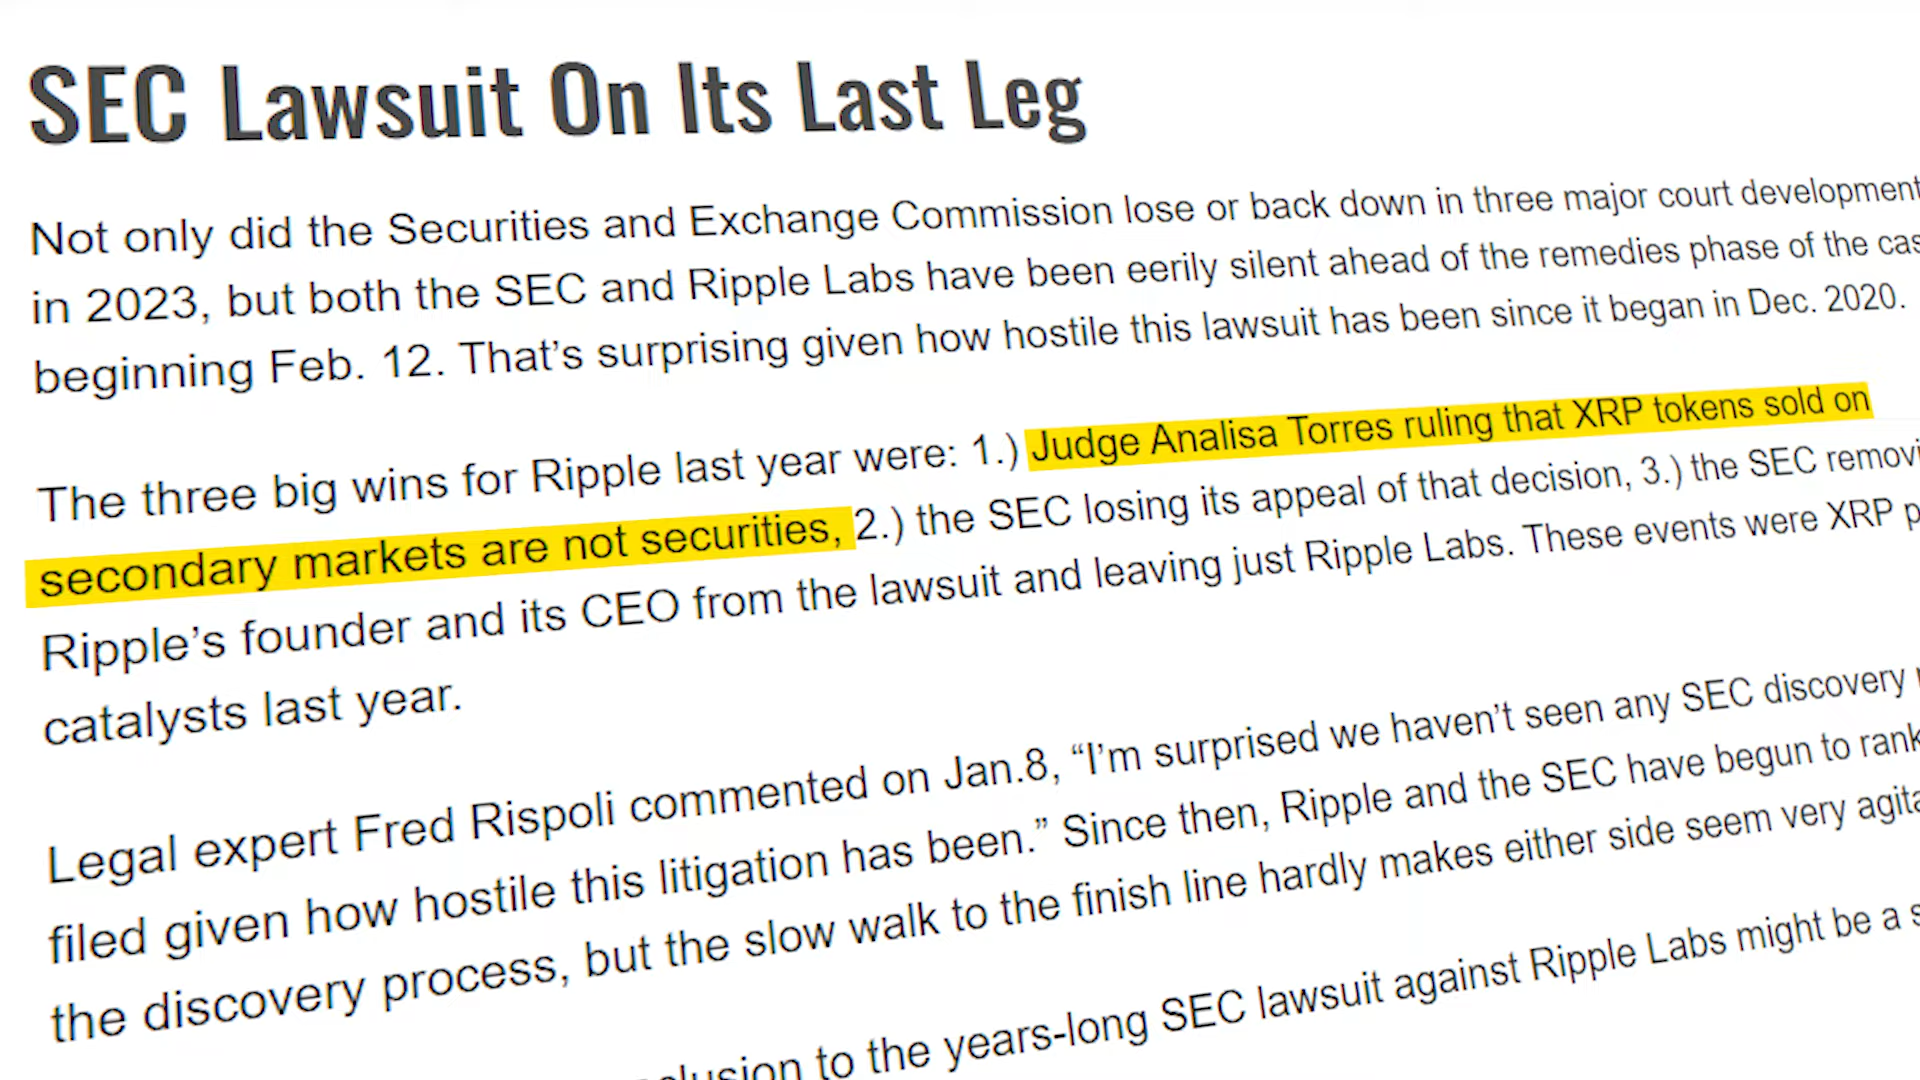 SEC Lawsuit On Its Last Leg
Not only did the Securities and Exchange Commission lose or back down in three major court development
in 2023, but both the SEC and Ripple Labs have been eerily silent ahead of the remedies phase of the
beginning Feb. 12. That’s surprising given how hostile this lawsuit has been since it began in Dec. 2020.
The three big wins for Ripple last year were: 1.) Judge Analisa Torres ruling that XRP tokens sold on
secondary markets are not securities, 2.) the SEC losing its appeal of that decision, 3.) the SEC
Ripple’s founder and its CEO from the lawsuit and leaving just Ripple Labs. These events were XRP
catalysts last year.
Legal expert Fred Rispoli commented on Jan.8, “I’m surprised we haven’t seen any SEC discovery
filed given how hostile this litigation has been.” Since then, Ripple and the SEC have begun to
the discovery process, but the slow walk to the finish line hardly makes either side seem very
to the years-long SEC lawsuit against Ripple Labs might be a